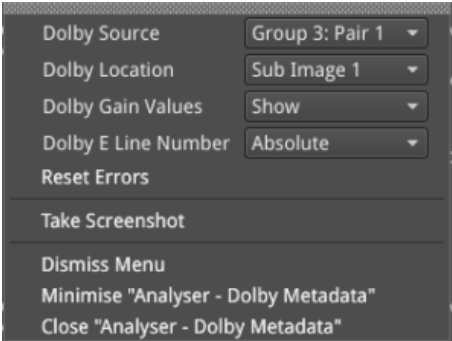 Dolby Source Group 3: Pair 1
Dolby Location Sub Image 1
Dolby Gain Values Show
Dolby E Line Number Absolute
Reset Errors
Take Screenshot
Dismiss Menu
Minimise "Analyser - Dolby Metadata"
Close "Analyser - Dolby Metadata"